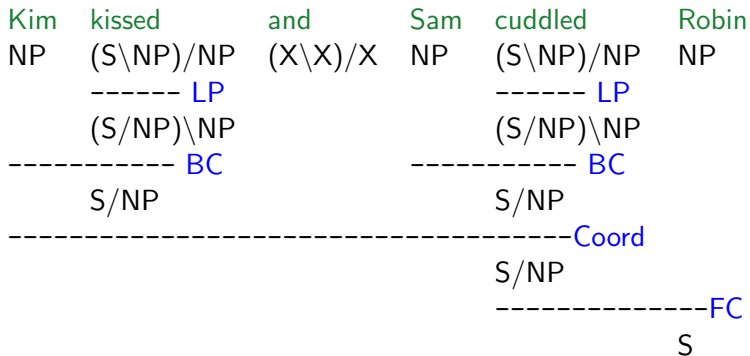 Kim kissed and Sam cuddled Robin
NP (S\NP)/NP (X\X)/X NP (S\NP)/NP NP
------ LP ------ LP
(S/NP)\NP (S/NP)\NP
----------- BC ----------- BC
S/NP S/NP
-------------------------------------Coord
S/NP
--------------FC
S